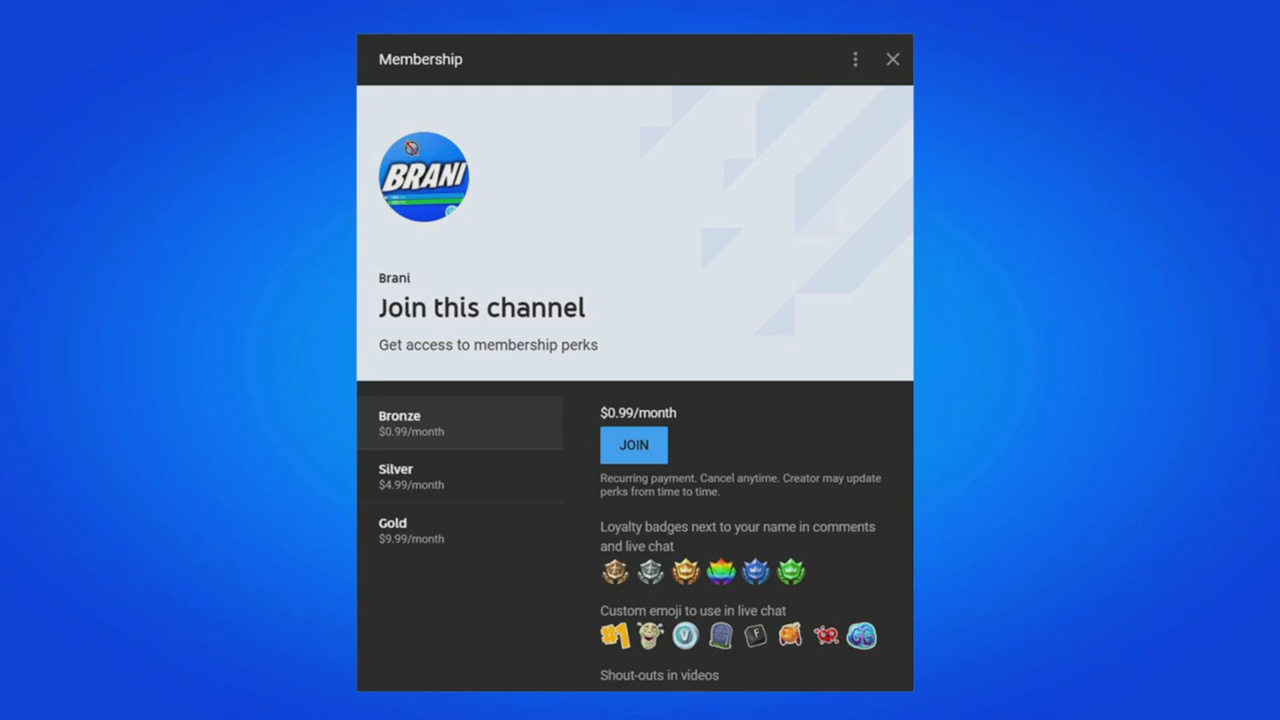 Membership
BRANI
Brani
Join this channel
Get access to membership perks
Bronze
$0.99/month
Silver
$4.99/month
Gold
$9.99/month
$0.99/month
JOIN
Recurring payment. Cancel anytime. Creator may update
perks from time to time.
Loyalty badges next to your name in comments
and live chat
Custom emoji to use in live chat
#1
V
F
GG
Shout-outs in videos